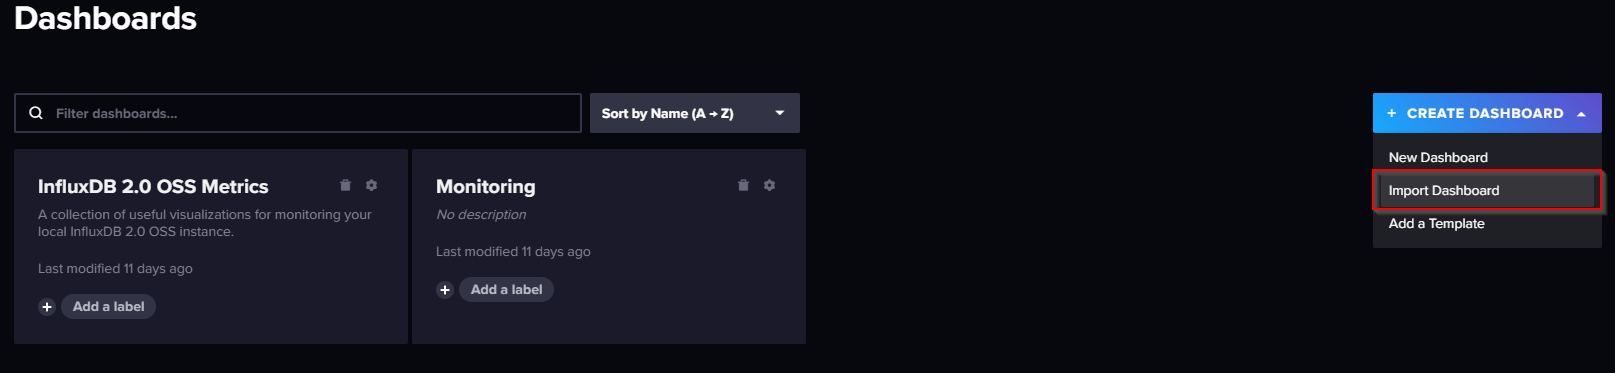 Dashboards
Filter dashboards...
Sort by Name (A → Z)
+ CREATE DASHBOARD
New Dashboard
Import Dashboard
Add a Template
InfluxDB 2.0 OSS Metrics
A collection of useful visualizations for monitoring your
local InfluxDB 2.0 OSS instance.
Last modified 11 days ago
+ Add a label
Monitoring
No description
Last modified 11 days ago
+ Add a label